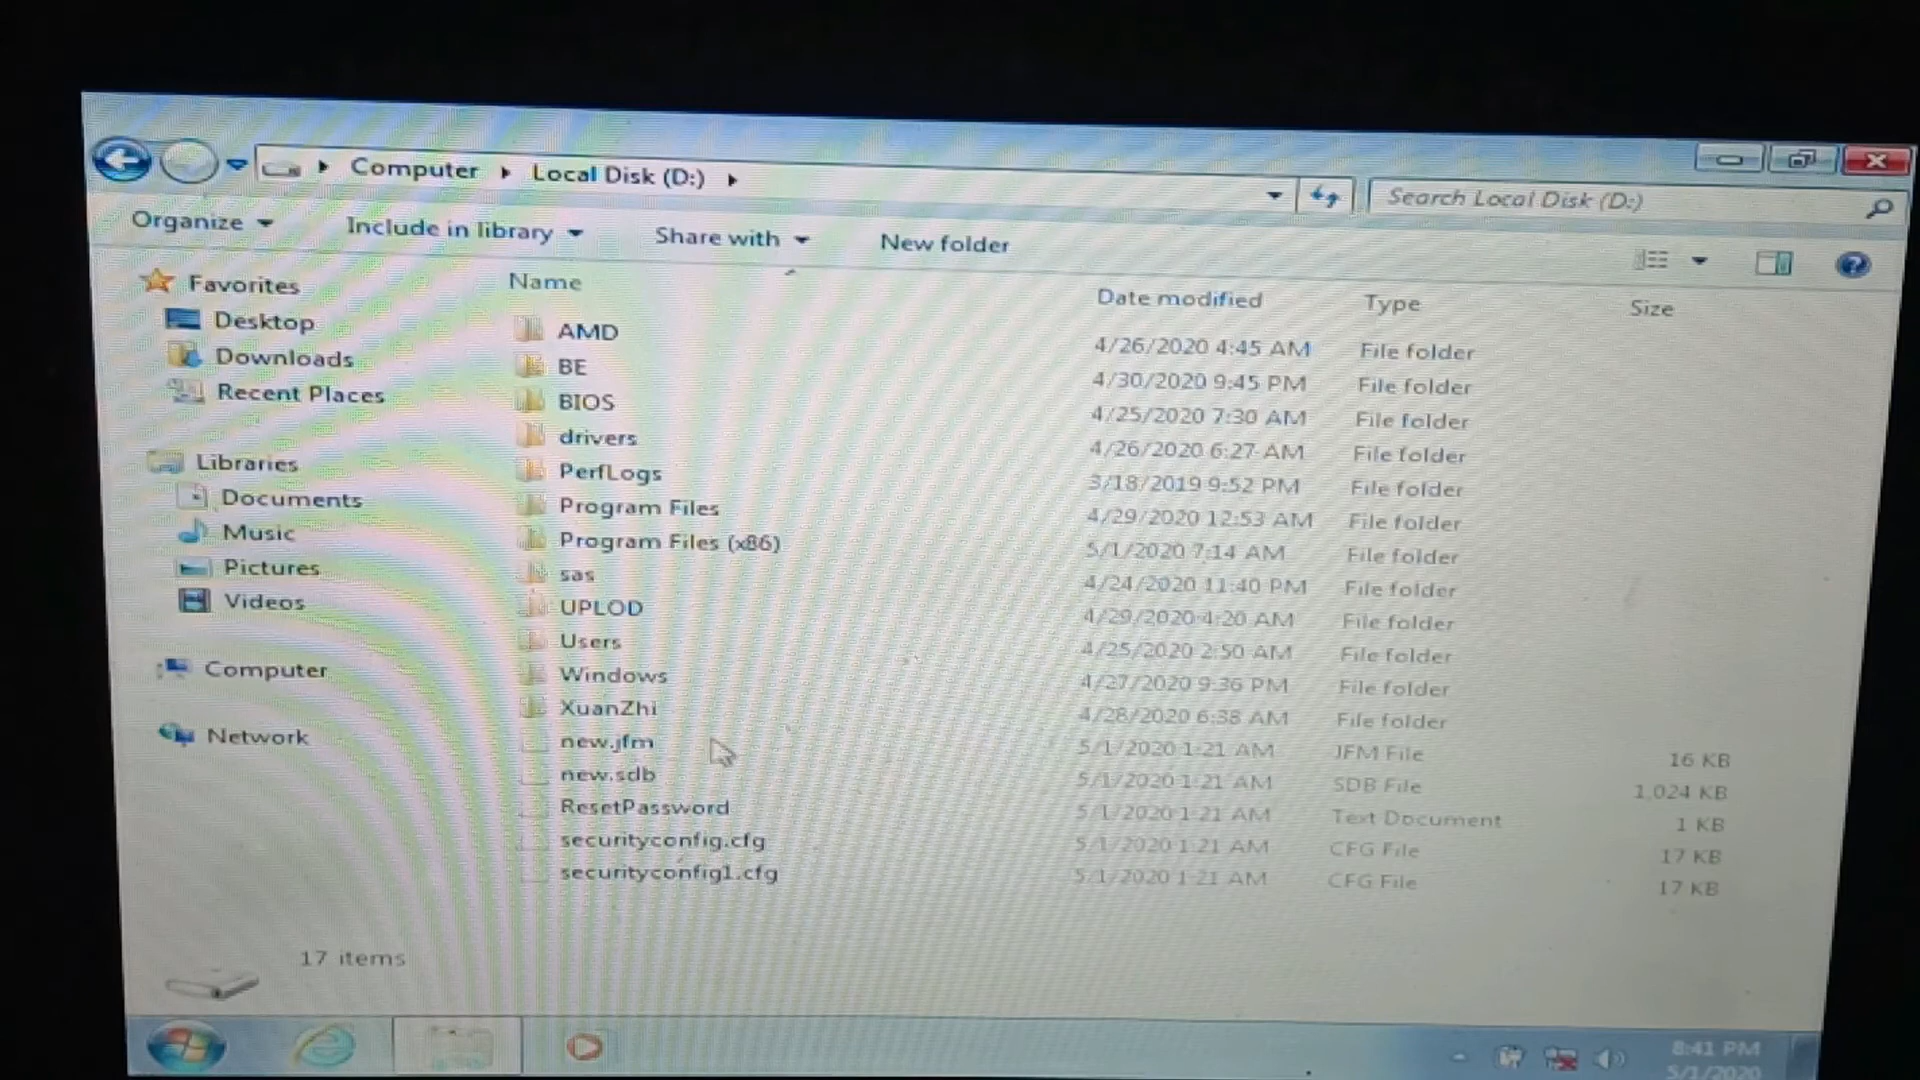 Computer Local Disk (D:)
Search Local Disk (D:)
Organize Include in library Share with New folder
Name Date modified Type Size
Favorites
Desktop
Downloads
Recent Places
Libraries
Documents
Music
Pictures
Videos
Computer
Network
AMD 4/26/2020 4:45 AM File folder
BE 4/30/2020 9:45 PM File folder
BIOS 4/25/2020 7:30 AM File folder
drivers 4/26/2020 6:27 AM File folder
PerfLogs 3/18/2019 9:52 PM File folder
Program Files 4/29/2020 12:53 AM File folder
Program Files (x86) 5/1/2020 7:14 AM File folder
sas 4/24/2020 11:40 PM File folder
UPLOD 4/29/2020 4:20 AM File folder
Users 4/25/2020 2:50 AM File folder
Windows 4/27/2020 9:36 PM File folder
XuanZhi 4/28/2020 6:38 AM File folder
new.jfm 5/1/2020 1:21 AM JFM File 16 KB
new.sdb 5/1/2020 1:21 AM SDB File 1,024 KB
ResetPassword 5/1/2020 1:21 AM Text Document 1 KB
securityconfig.cfg 5/1/2020 1:21 AM CFG File 17 KB
securityconfig1.cfg 5/1/2020 1:21 AM CFG File 17 KB
17 items
8:41 PM
5/1/2020